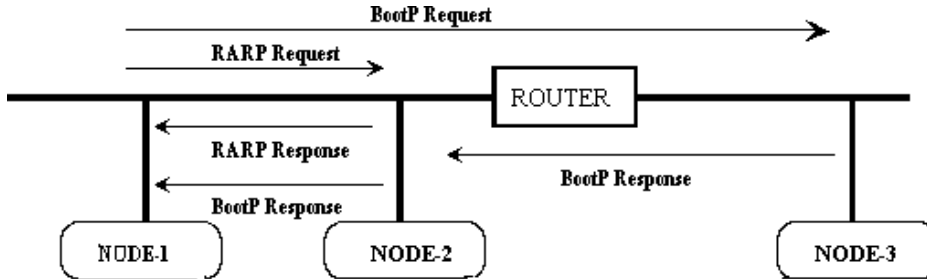 BootP Request
RARP Request
ROUTER
RARP Response
BootP Response
BootP Response
NODE-1
NODE-2
NODE-3